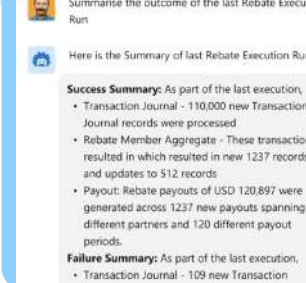 Summarise the outcome of the last Rebate
Run
Here is the Summary of last Rebate Execution
Success Summary: As part of the last execution,
• Transaction Journal - 110,000 new
Journal records were processed
• Rebate Member Aggregate - These
resulted in which resulted in new 1237 records
and updates to 512 records
• Payout: Rebate payouts of USD 120,897 were
generated across 1237 new payouts spanning
different partners and 120 different payout
periods.
Failure Summary: As part of the last execution,
• Transaction Journal - 109 new Transaction